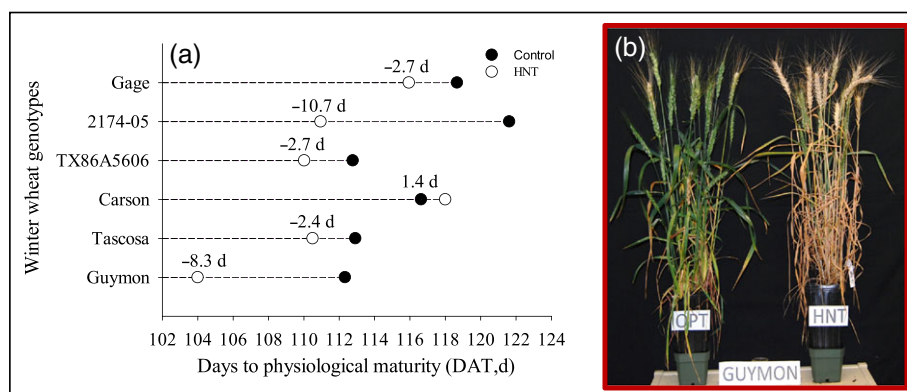 (a)
Control
HNT
Gage
−2.7 d
2174-05
−10.7 d
TX86A5606
−2.7 d
Carson
1.4 d
Tascosa
−2.4 d
Guymon
−8.3 d
Winter wheat genotypes
102 104 106 108 110 112 114 116 118 120 122 124
Days to physiological maturity (DAT,d)
(b)
OPT
HNT
GUYMON